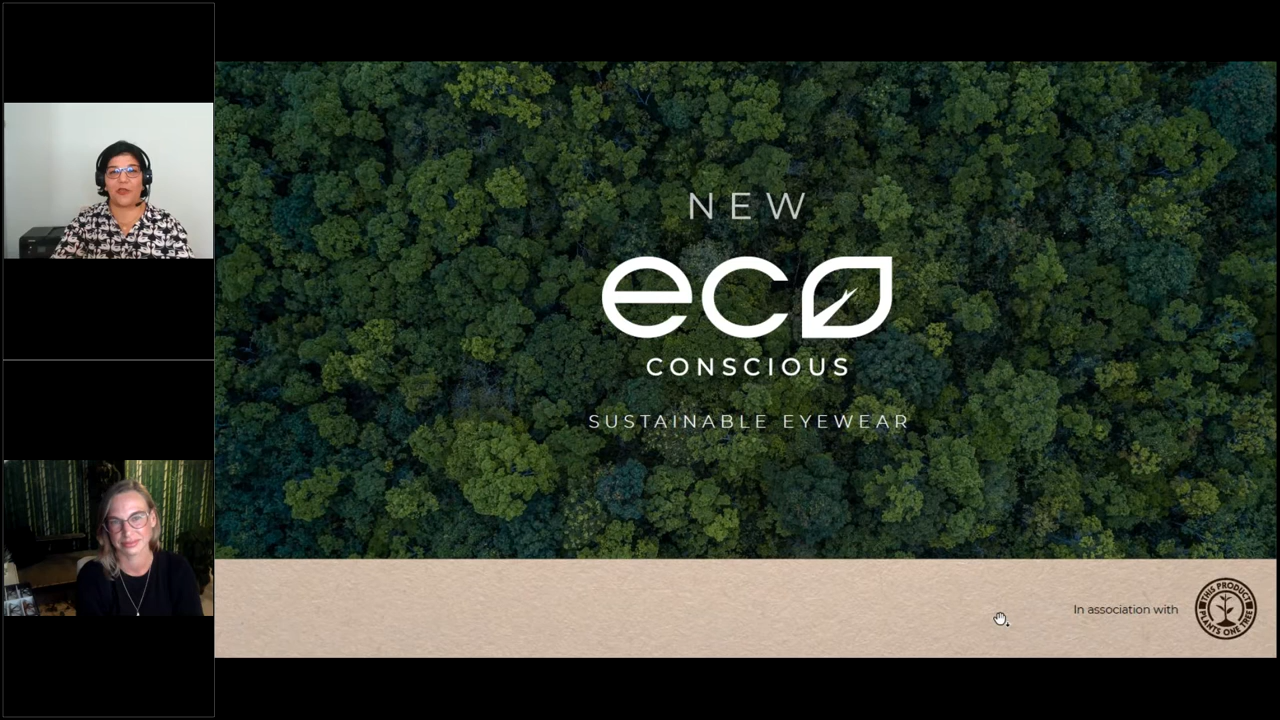 NEW
eco
CONSCIOUS
SUSTAINABLE EYEWEAR
In association with
THIS PRODUCT
PLANTS ONE TREE